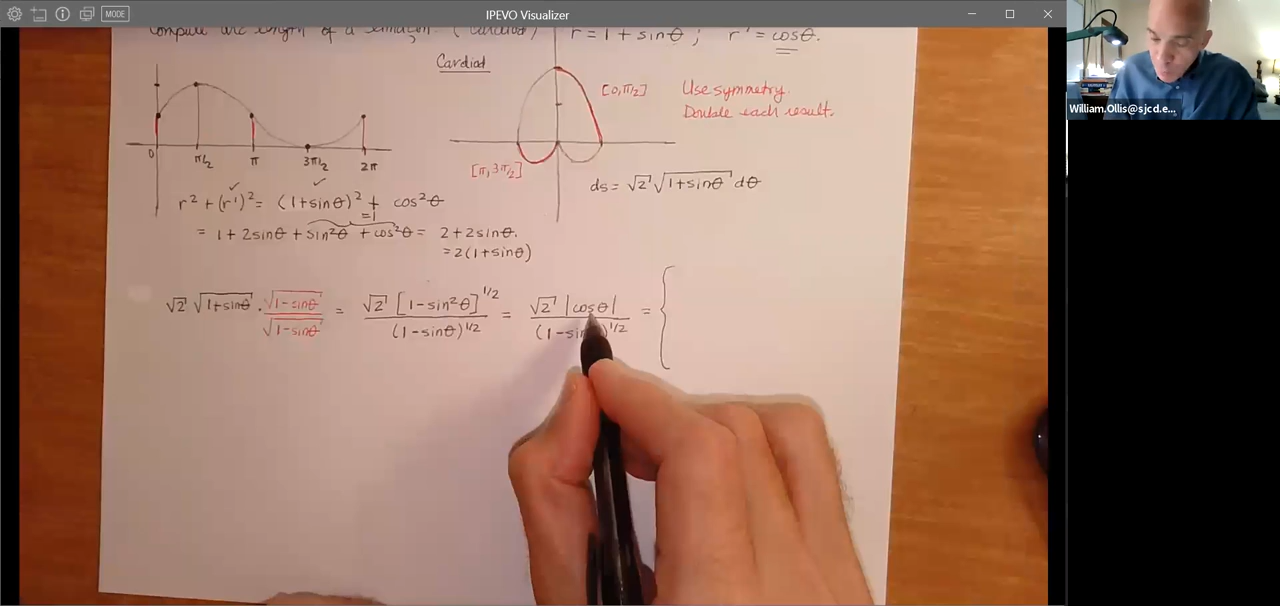 IPEVO Visualizer
MODE
Compute arc length of a (Cardioid) r = 1 + sinθ ; r' = cosθ.
Cardiod
[0, π/2]
Use symmetry.
Double each result.
0 π/2 π 3π/2 2π
[π, 3π/2]
ds = √2 √1+sinθ dθ
r² + (r')² = (1+sinθ)² + cos²θ
=1
= 1 + 2sinθ + sin²θ + cos²θ = 2 + 2sinθ.
= 2(1+sinθ)
√2 √1+sinθ · √1-sinθ / √1-sinθ = √2 [1-sin²θ]^1/2 / (1-sinθ)^1/2 = √2 |cosθ| / (1-sin )^1/2 = {
William.Ollis@sjcd.e...